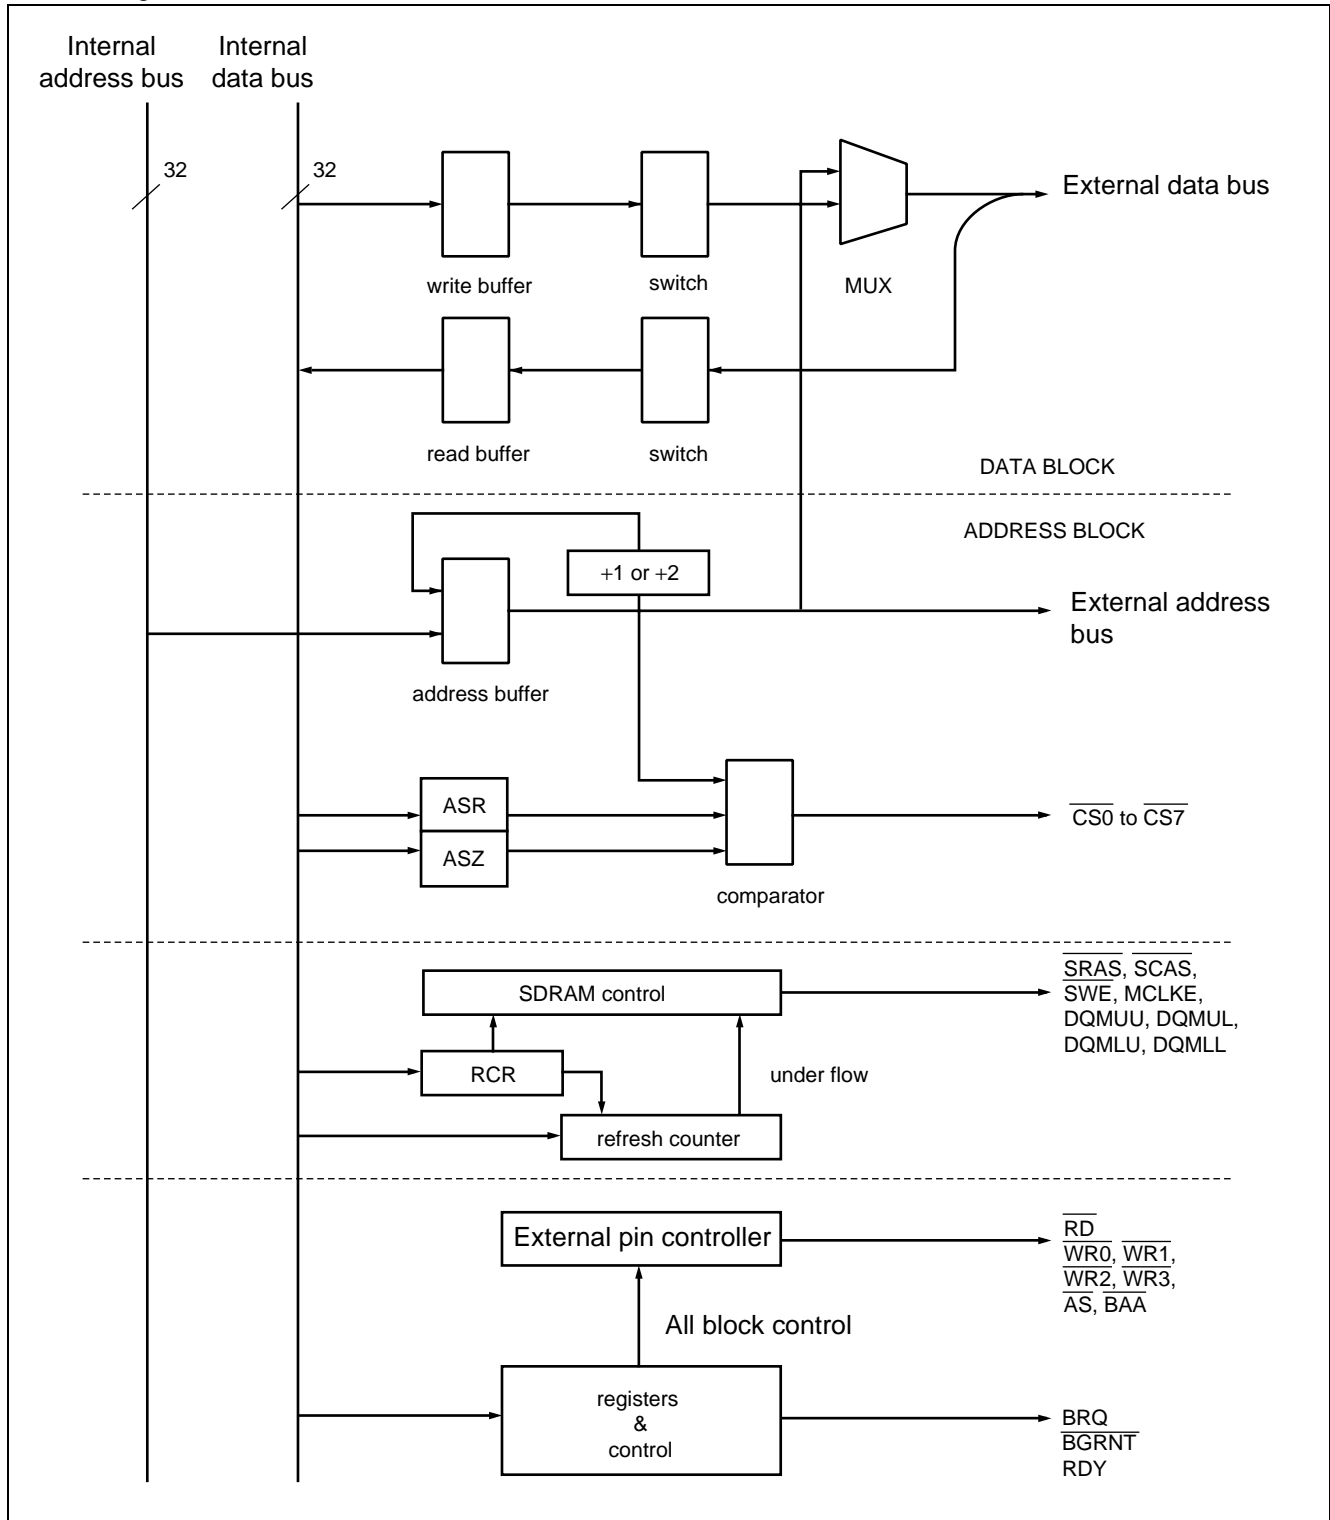 Internal
address bus
Internal
data bus
32
32
External data bus
write buffer
switch
MUX
read buffer
switch
DATA BLOCK
ADDRESS BLOCK
+1 or +2
External address
bus
address buffer
ASR
ASZ
CS0 to CS7
comparator
SDRAM control
SRAS, SCAS,
SWE, MCLKE,
DQMUU, DQMUL,
DQMLU, DQMLL
RCR
under flow
refresh counter
External pin controller
RD
WR0, WR1,
WR2, WR3,
AS, BAA
All block control
registers
&
control
BRQ
BGRNT
RDY